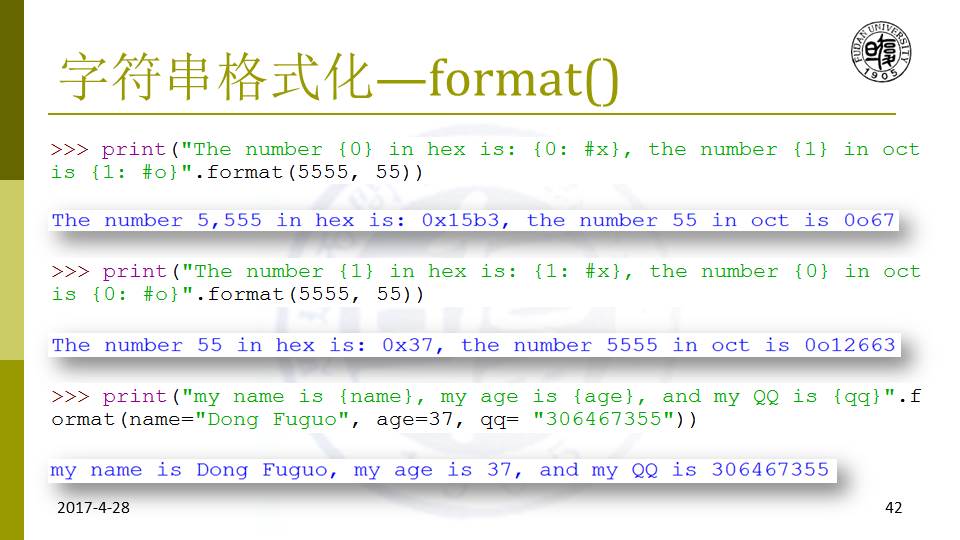 字符串格式化—format()
FUDAN UNIVERSITY
1905
>>> print("The number {0} in hex is: {0: #x}, the number {1} in oct
is {1: #o}".format(5555, 55))
The number 5,555 in hex is: 0x15b3, the number 55 in oct is 0o67
>>> print("The number {1} in hex is: {1: #x}, the number {0} in oct
is {0: #o}".format(5555, 55))
The number 55 in hex is: 0x37, the number 5555 in oct is 0o12663
>>> print("my name is {name}, my age is {age}, and my QQ is {qq}".f
ormat(name="Dong Fuguo", age=37, qq= "306467355"))
my name is Dong Fuguo, my age is 37, and my QQ is 306467355
2017-4-28
42